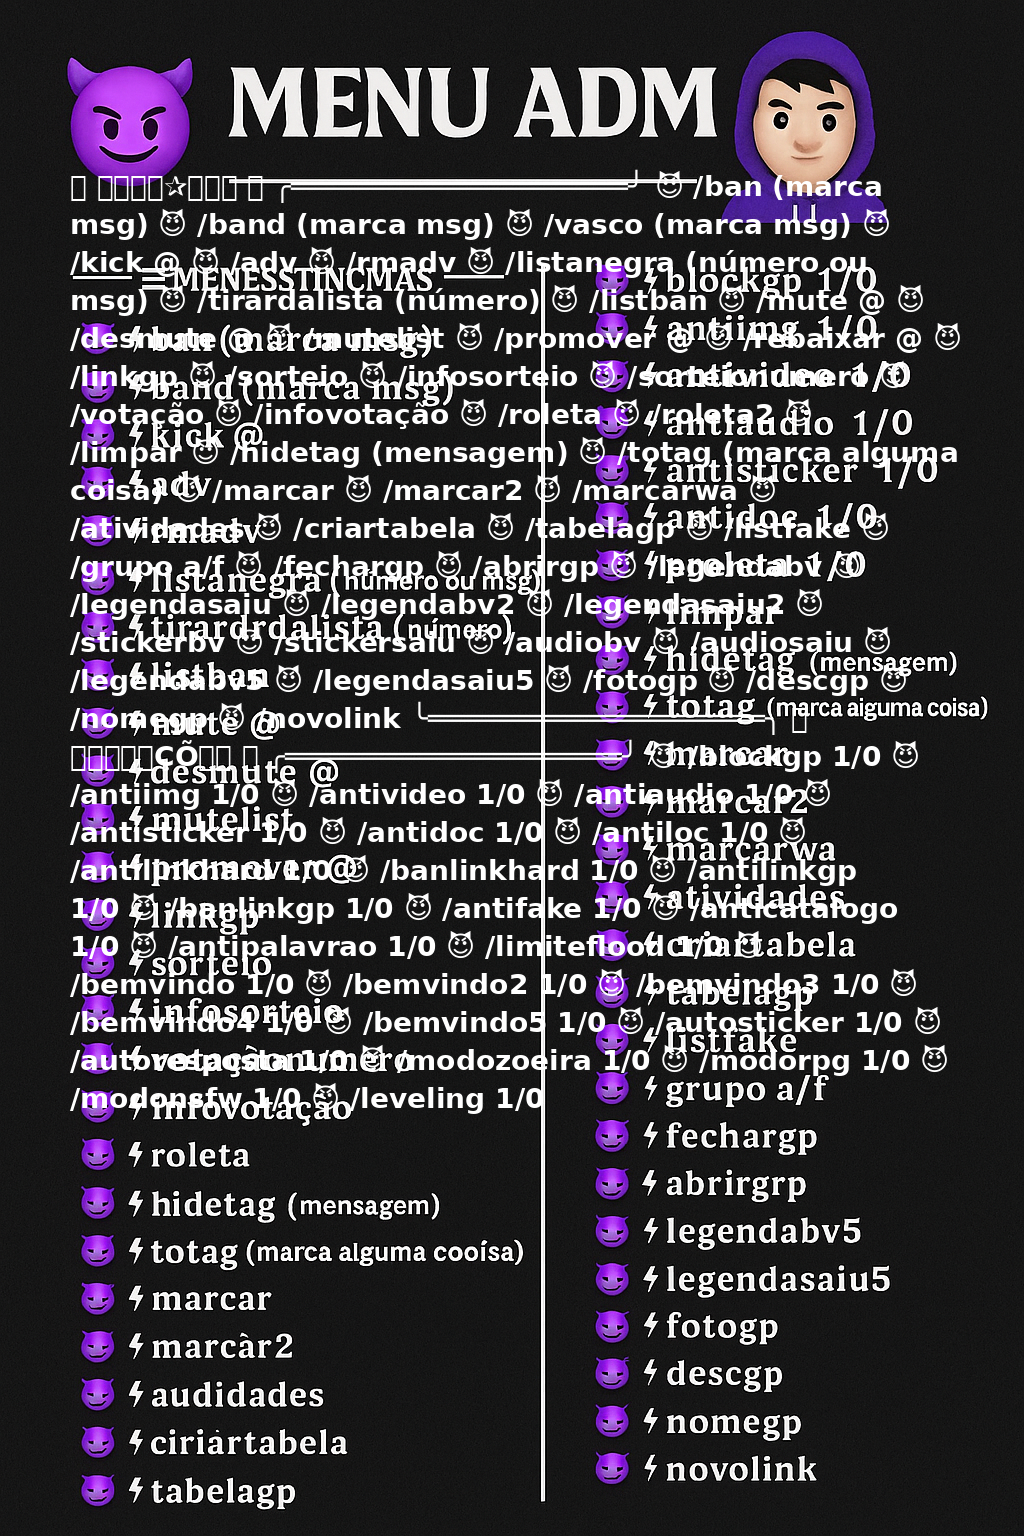 MENU ADM
/ban (marca
msg) 😈 /band (marca msg) 😈 /vasco (marca msg) 😈
/kick @ 😈 /adv 😈 /rmadv 😈 /listanegra (número ou
msg) 😈 /tirardalista (número) 😈 /listban 😈 /mute @ 😈
/desmute @ 😈 /mutelist 😈 /promover @ 😈 /rebaixar @ 😈
/linkgp 😈 /sorteio 😈 /infosorteio 😈 /sorteionumero 😈
/votação 😈 /infovotação 😈 /roleta 😈 /roleta2 😈
/limpar 😈 /hidetag (mensagem) 😈 /totag (marca alguma
coisa) 😈 /marcar 😈 /marcar2 😈 /marcarwa 😈
/atividades 😈 /criartabela 😈 /tabelagp 😈 /listfake 😈
/grupo a/f 😈 /fechargp 😈 /abrirgp 😈 /legendabv 😈
/legendasaiu 😈 /legendabv2 😈 /legendasaiu2 😈
/stickerbv 😈 /stickersaiu 😈 /audiobv 😈 /audiosaiu 😈
/legendabv5 😈 /legendasaiu5 😈 /fotogp 😈 /descgp 😈
/nomegp 😈 /novolink
CÕ
😈 /blockgp 1/0 😈
/antiimg 1/0 😈 /antivideo 1/0 😈 /antiaudio 1/0 😈
/antisticker 1/0 😈 /antidoc 1/0 😈 /antiloc 1/0 😈
/antilinkhard 1/0 😈 /banlinkhard 1/0 😈 /antilinkgp
1/0 😈 /banlinkgp 1/0 😈 /antifake 1/0 😈 /anticatalogo
1/0 😈 /antipalavrao 1/0 😈 /limiteflood 1/0 😈
/bemvindo 1/0 😈 /bemvindo2 1/0 😈 /bemvindo3 1/0 😈
/bemvindo4 1/0 😈 /bemvindo5 1/0 😈 /autosticker 1/0 😈
/autoresposta 1/0 😈 /modozoeira 1/0 😈 /modorpg 1/0 😈
/modonsfw 1/0 😈 /leveling 1/0
MENESSTINCMAS
ban (marca msg)
band (marca msg)
kick @
adv
rmadv
listanegra (número ou msg)
tirardrdalista (número)
listban
mute @
desmute @
mutelist
promover @
linkgp
sorteio
infosorteio
infovotação
roleta
hidetag (mensagem)
totag (marca alguma cooísa)
marcar
marcàr2
audidades
ciriàrtabela
tabelagp
blockgp 1/0
antiimg 1/0
antivideo 1/0
antiaudio 1/0
antisticker 1/0
antidoc 1/0
proleta 1/0
limpar
hidetag (mensagem)
totag (marca aiguma coisa)
marcar
marcar2
marcarwa
atividades
criartabela
tabelagp
listfake
grupo a/f
fechargp
abrirgrp
legendabv5
legendasaiu5
fotogp
descgp
nomegp
novolink